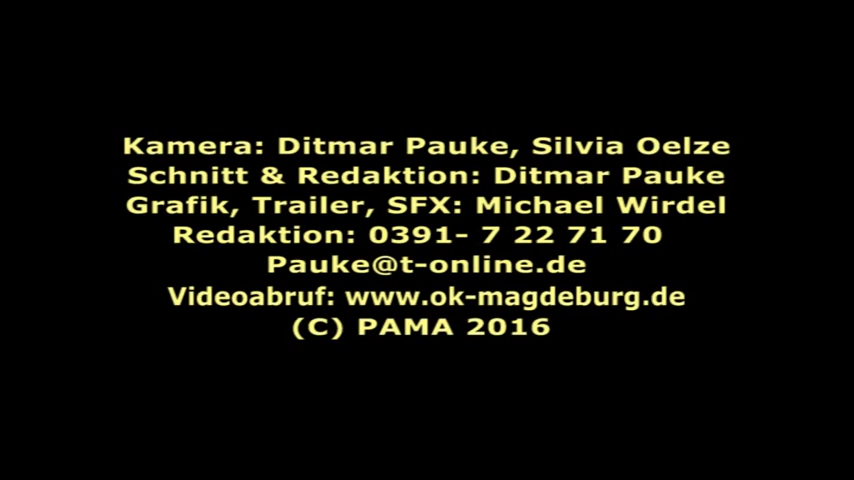 Kamera: Ditmar Pauke, Silvia Oelze
Schnitt & Redaktion: Ditmar Pauke
Grafik, Trailer, SFX: Michael Wirdel
Redaktion: 0391- 7 22 71 70
Pauke@t-online.de
Videoabruf: www.ok-magdeburg.de
(C) PAMA 2016